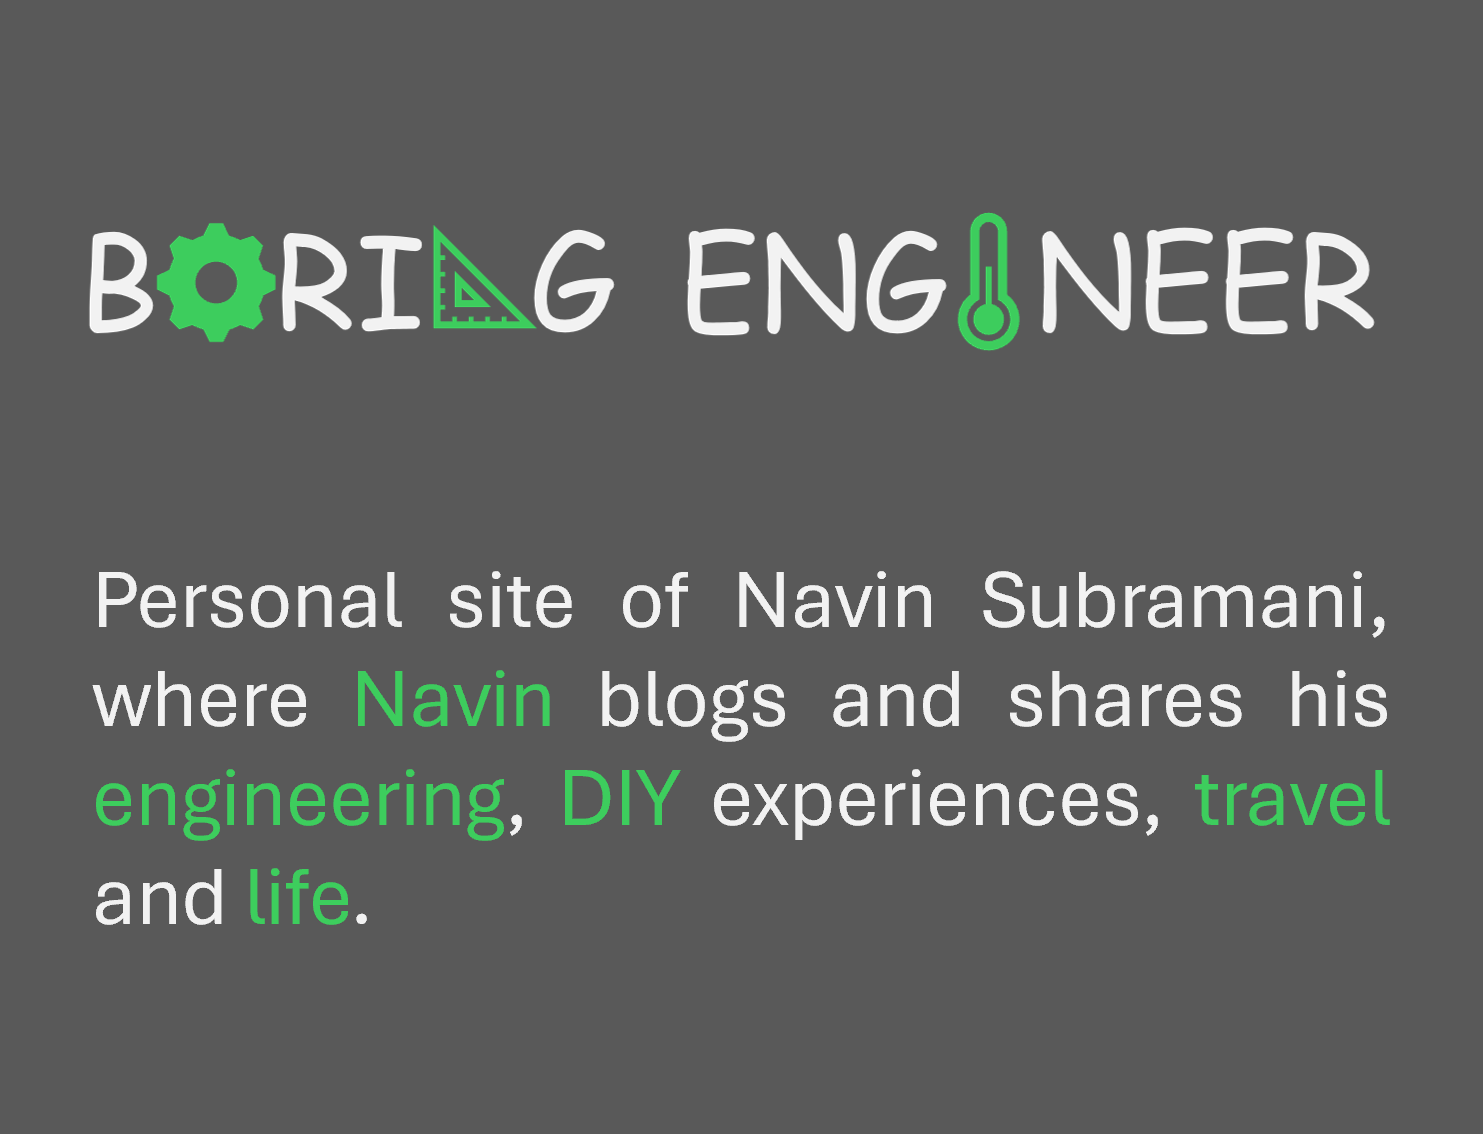 BORING ENGINEER
Personal site of Navin Subramani,
where Navin blogs and shares his
engineering, DIY experiences, travel
and life.